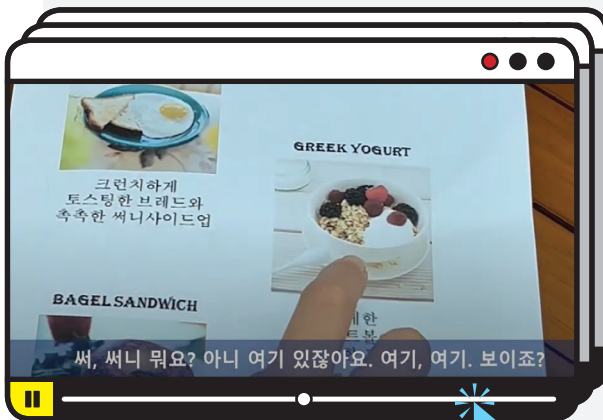 크런치하게
토스팅한 브레드와
촉촉한 써니사이드업
GREEK YOGURT
BAGEL SANDWICH
써, 써니 뭐요? 아니 여기 있잖아요. 여기, 여기. 보이죠?